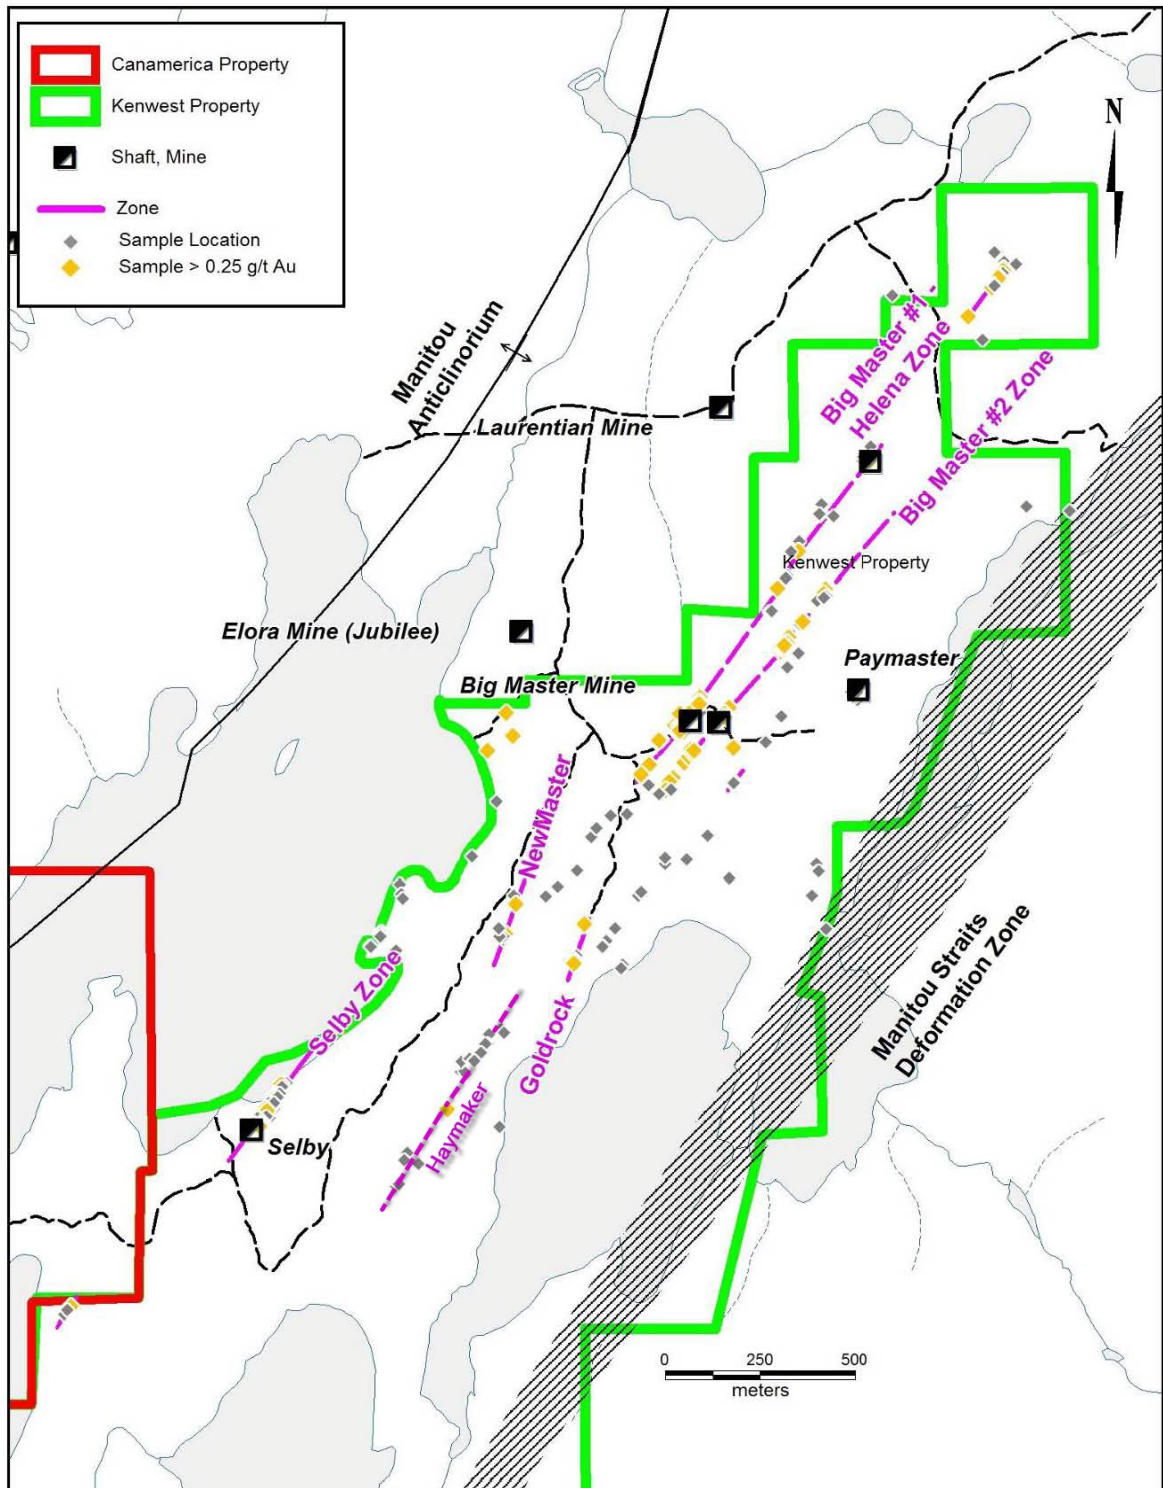 Canamerica Property
Kenwest Property
Shaft, Mine
Zone
Sample Location
Sample > 0.25 g/t Au
N
Manitou
Anticlinorium
Big Master #1
Helena Zone
Big Master #2 Zone
Laurentian Mine
Kenwest Property
Elora Mine (Jubilee)
Big Master Mine
Paymaster
NewMaster
Manitou Straits
Deformation Zone
Selby Zone
Goldrock
Haymaker
Selby
0 250 500
meters